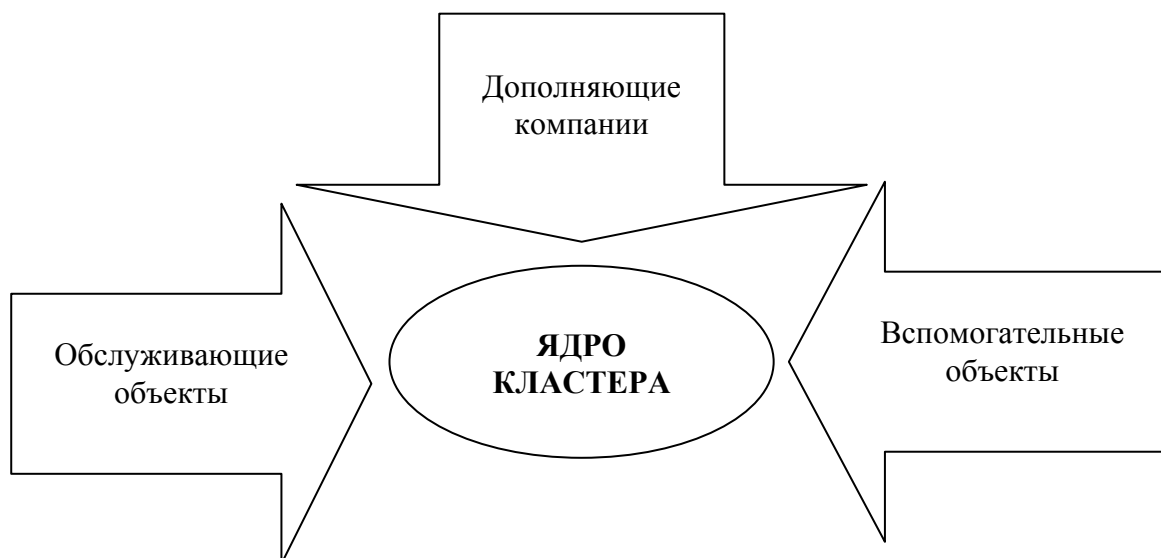 Дополняющие
компании
Обслуживающие
объекты
ЯДРО
КЛАСТЕРА
Вспомогательные
объекты